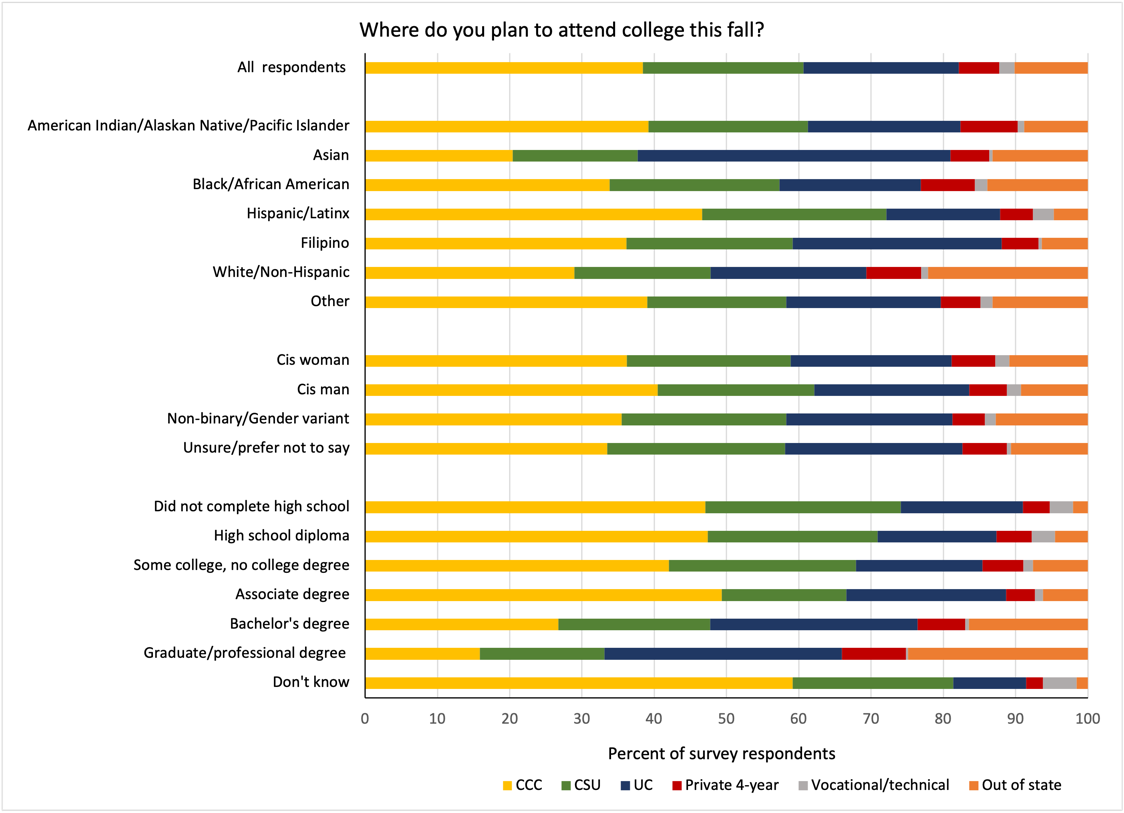 Where do you plan to attend college this fall?
All respondents
American Indian/Alaskan Native/Pacific Islander
Asian
Black/African American
Hispanic/Latinx
Filipino
White/Non-Hispanic
Other
Cis woman
Cis man
Non-binary/Gender variant
Unsure/prefer not to say
Did not complete high school
High school diploma
Some college, no college degree
Associate degree
Bachelor's degree
Graduate/professional degree
Don't know
0 10 20 30 40 50 60 70 80 90 100
Percent of survey respondents
CCC CSU UC Private 4-year Vocational/technical Out of state